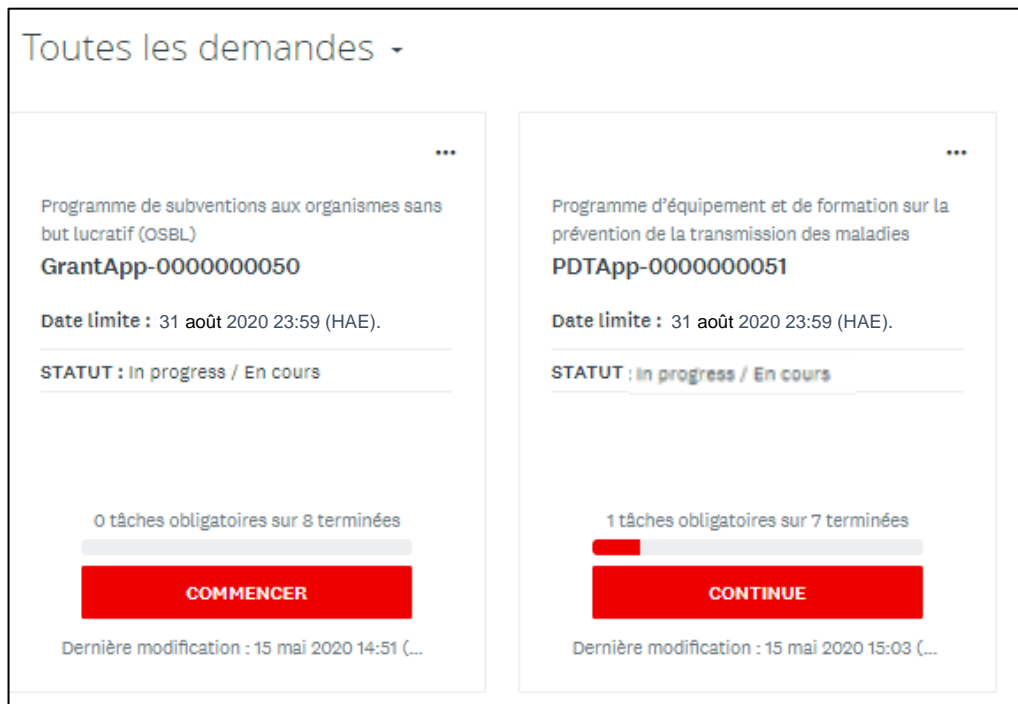 Toutes les demandes
...
Programme de subventions aux organismes sans
but lucratif (OSBL)
GrantApp-0000000050
Date limite : 31 août 2020 23:59 (HAE).
STATUT : In progress / En cours
0 tâches obligatoires sur 8 terminées
COMMENCER
Dernière modification : 15 mai 2020 14:51 (...
...
Programme d'équipement et de formation sur la
prévention de la transmission des maladies
PDTApp-0000000051
Date limite : 31 août 2020 23:59 (HAE).
STATUT : In progress / En cours
1 tâches obligatoires sur 7 terminées
CONTINUE
Dernière modification : 15 mai 2020 15:03 (...